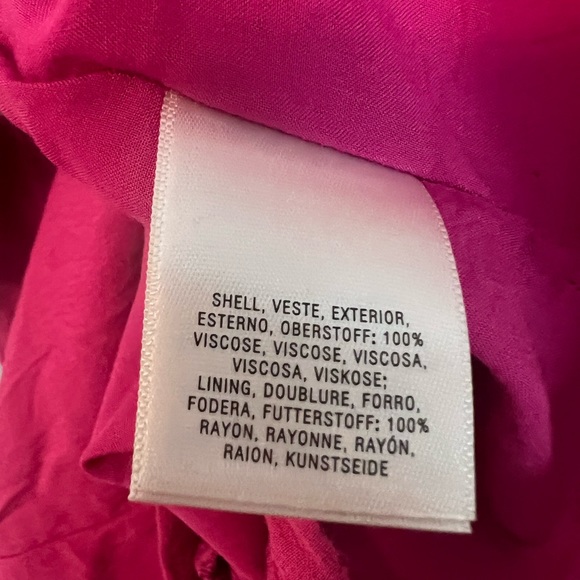 SHELL, VESTE, EXTERIOR,
ESTERNO, OBERSTOFF: 100%
VISCOSE, VISCOSE, VISCOSA,
VISCOSA, VISKOSE;
LINING, DOUBLURE, FORRO,
FODERA, FUTTERSTOFF: 100%
RAYON, RAYONNE, RAYÓN,
RAION, KUNSTSEIDE